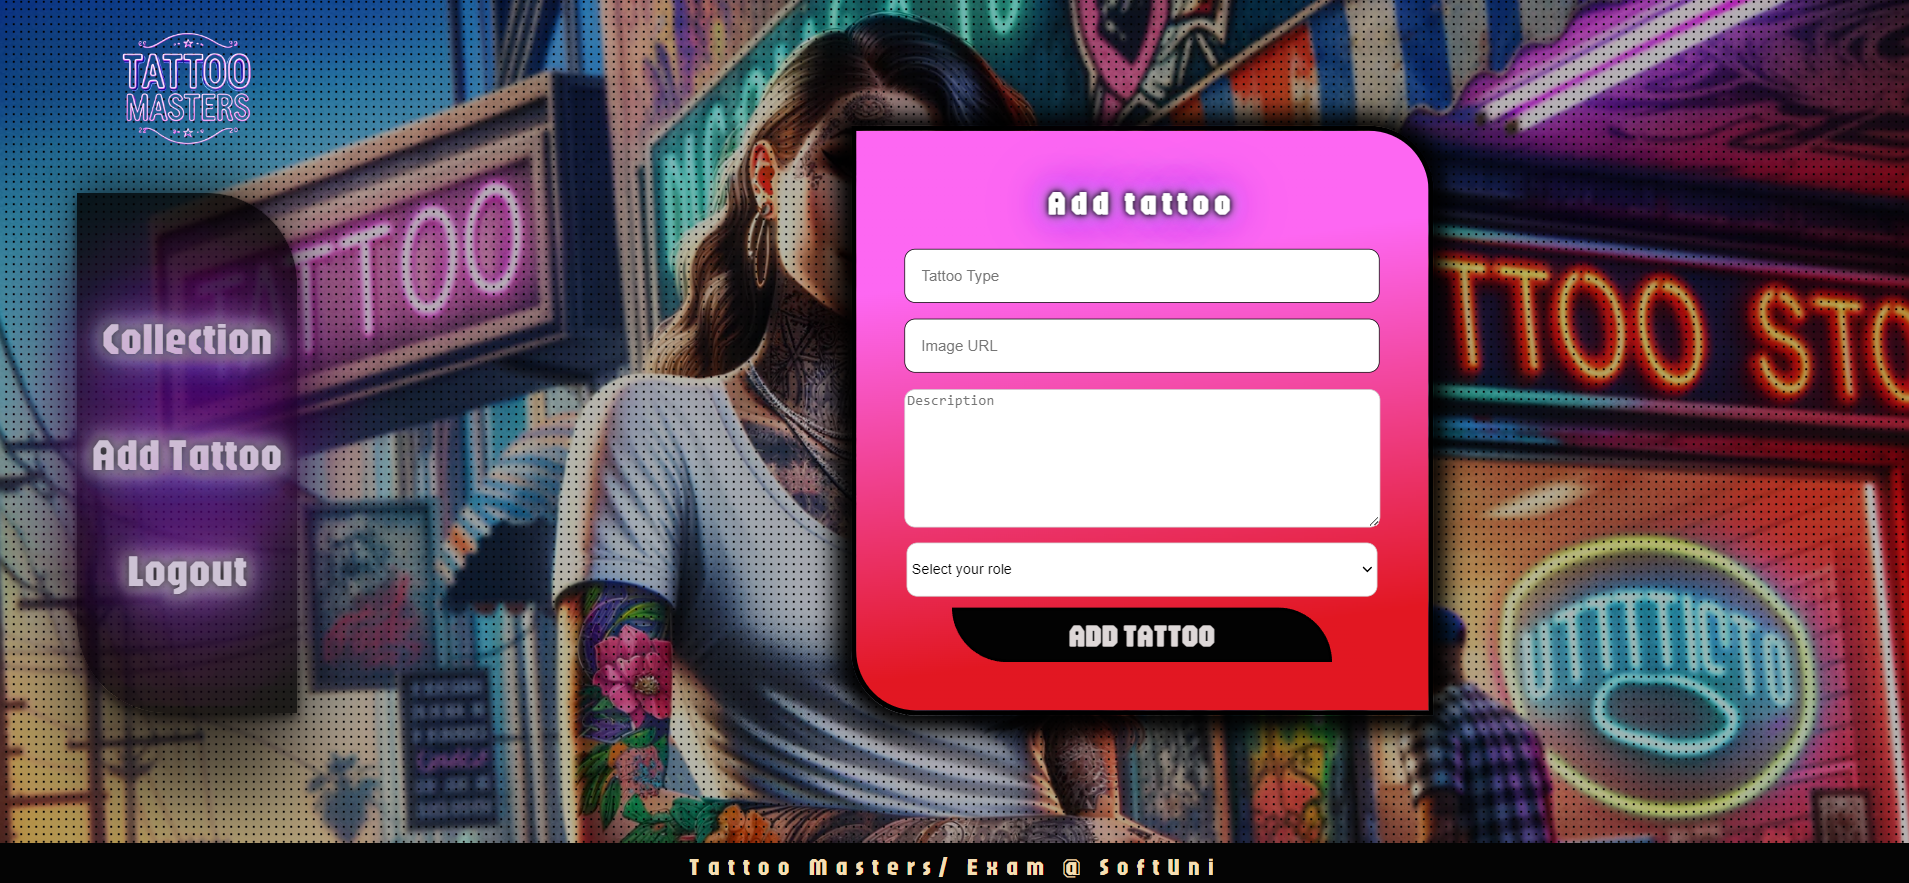 TATTOO
MASTERS
Collection
Add Tattoo
Logout
TTOO
Add tattoo
Tattoo Type
Image URL
Description
Select your role
ADD TATTOO
TTOO STO
Tattoo Masters/ Exam @ SoftUni